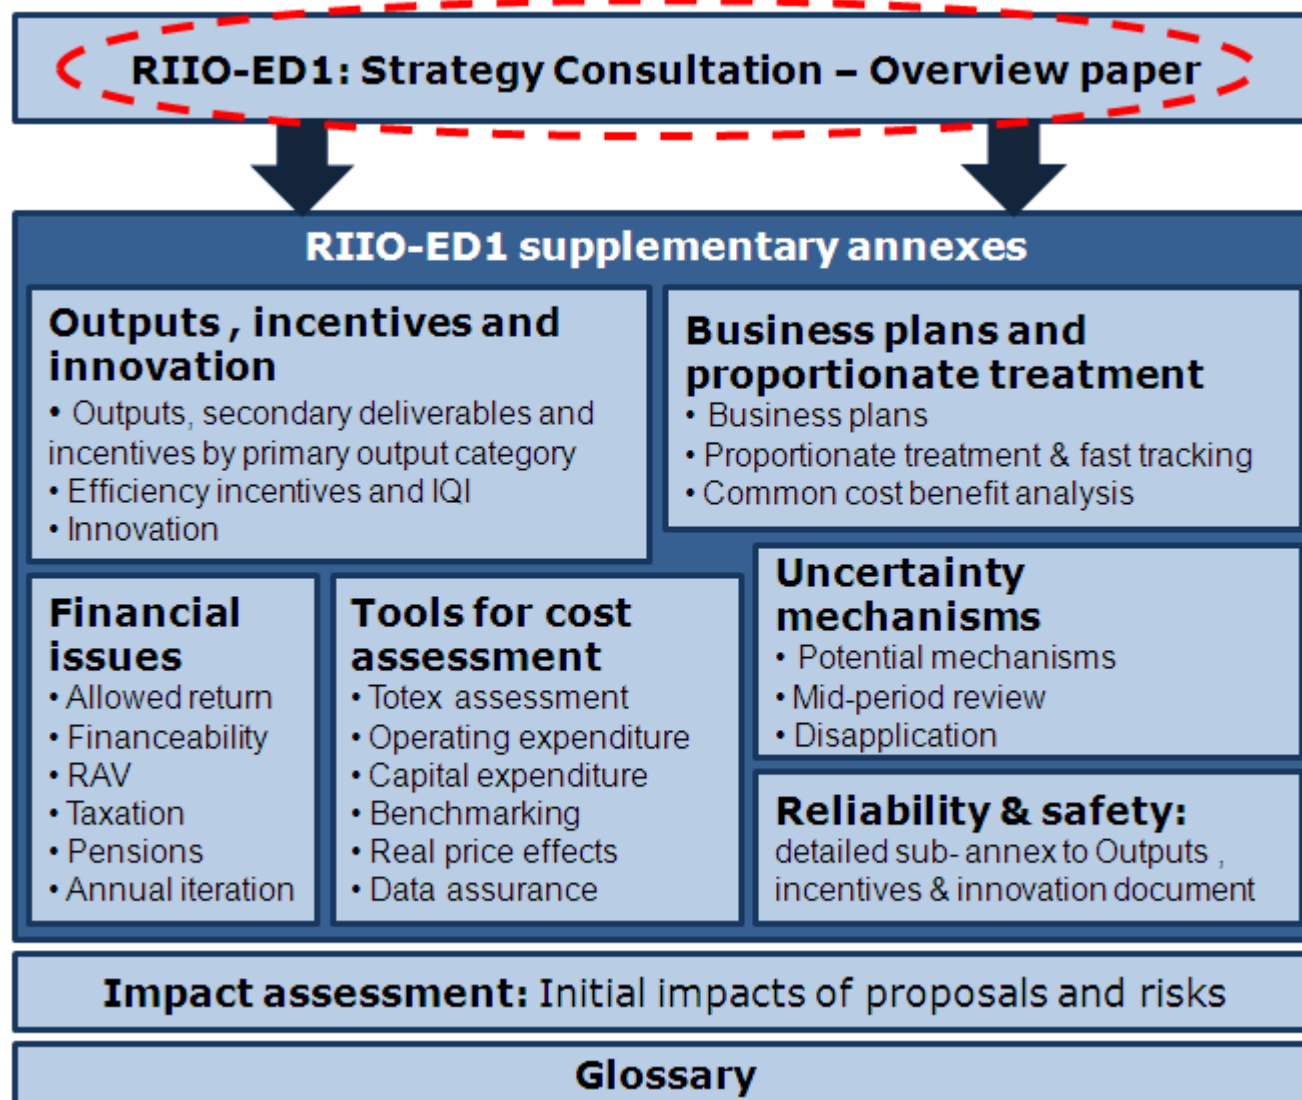 RIIO-ED1: Strategy Consultation – Overview paper
RIIO-ED1 supplementary annexes
Outputs , incentives and
innovation
• Outputs, secondary deliverables and
incentives by primary output category
• Efficiency incentives and IQI
• Innovation
Business plans and
proportionate treatment
• Business plans
• Proportionate treatment & fast tracking
• Common cost benefit analysis
Financial
issues
• Allowed return
• Financeability
• RAV
• Taxation
• Pensions
• Annual iteration
Tools for cost
assessment
• Totex assessment
• Operating expenditure
• Capital expenditure
• Benchmarking
• Real price effects
• Data assurance
Uncertainty
mechanisms
• Potential mechanisms
• Mid-period review
• Disapplication
Reliability & safety:
detailed sub- annex to Outputs ,
incentives & innovation document
Impact assessment: Initial impacts of proposals and risks
Glossary